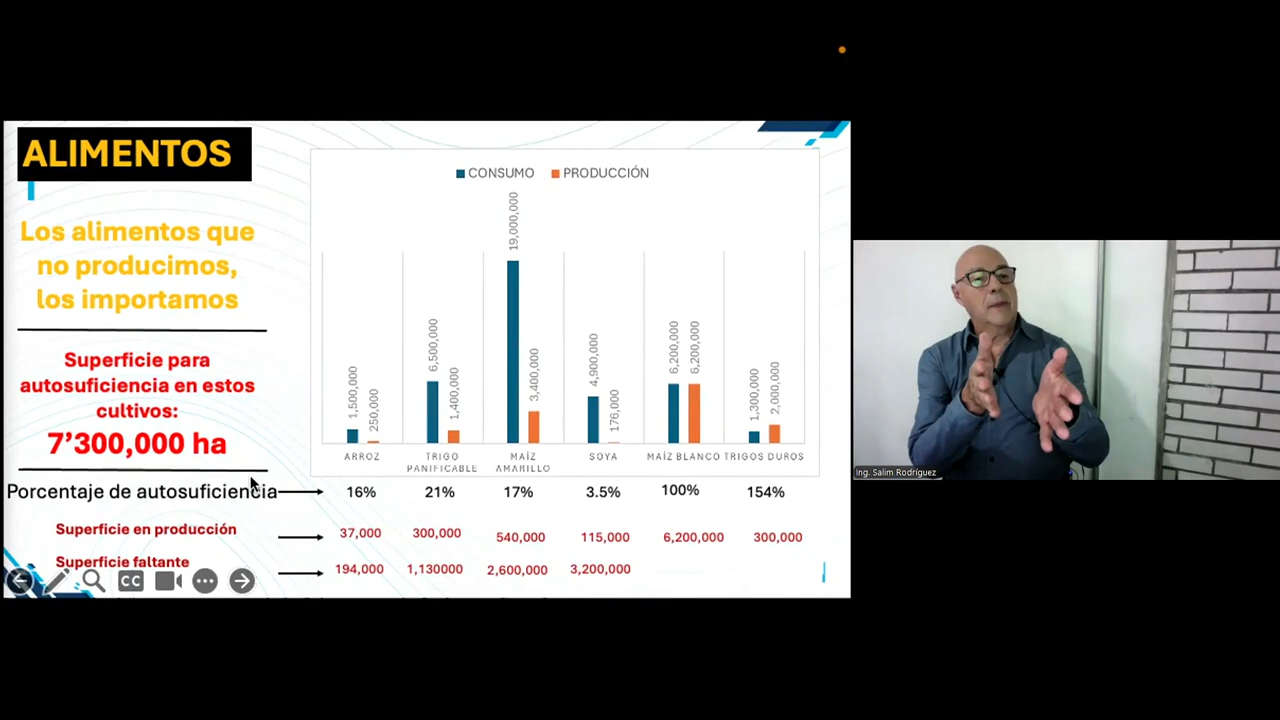 ALIMENTOS
Los alimentos que
no producimos,
los importamos
Superficie para
autosuficiencia en estos
cultivos:
7’300,000 ha
CONSUMO PRODUCCIÓN
1,500,000 250,000 6,500,000 1,400,000 19,000,000 3,400,000 4,900,000 176,000 6,200,000 6,200,000 1,300,000 2,000,000
ARROZ TRIGO PANIFICABLE MAÍZ AMARILLO SOYA MAÍZ BLANCO TRIGOS DUROS
Porcentaje de autosuficiencia 16% 21% 17% 3.5% 100% 154%
Superficie en producción 37,000 300,000 540,000 115,000 6,200,000 300,000
Superficie faltante 194,000 1,130000 2,600,000 3,200,000
CC
Ing. Salim Rodríguez